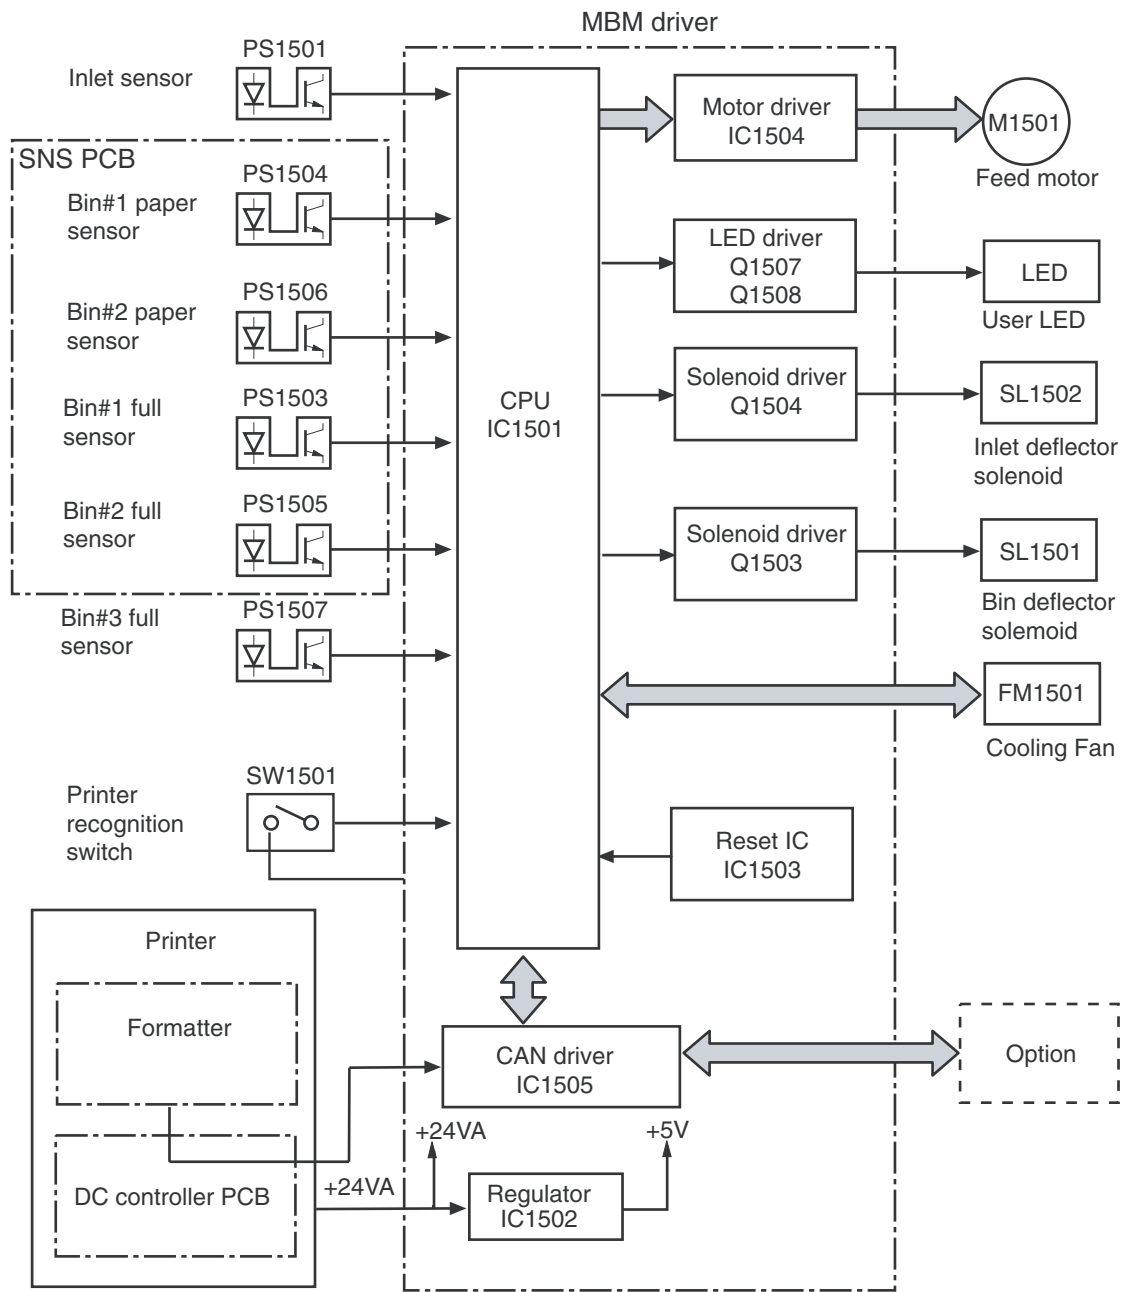 MBM driver
PS1501
Inlet sensor
SNS PCB
PS1504
Bin#1 paper
sensor
PS1506
Bin#2 paper
sensor
PS1503
Bin#1 full
sensor
PS1505
Bin#2 full
sensor
PS1507
Bin#3 full
sensor
SW1501
Printer
recognition
switch
CPU
IC1501
Motor driver
IC1504
M1501
Feed motor
LED driver
Q1507
Q1508
LED
User LED
Solenoid driver
Q1504
SL1502
Inlet deflector
solenoid
Solenoid driver
Q1503
SL1501
Bin deflector
solemoid
FM1501
Cooling Fan
Reset IC
IC1503
Printer
Formatter
DC controller PCB
CAN driver
IC1505
Option
+24VA
+5V
+24VA
Regulator
IC1502